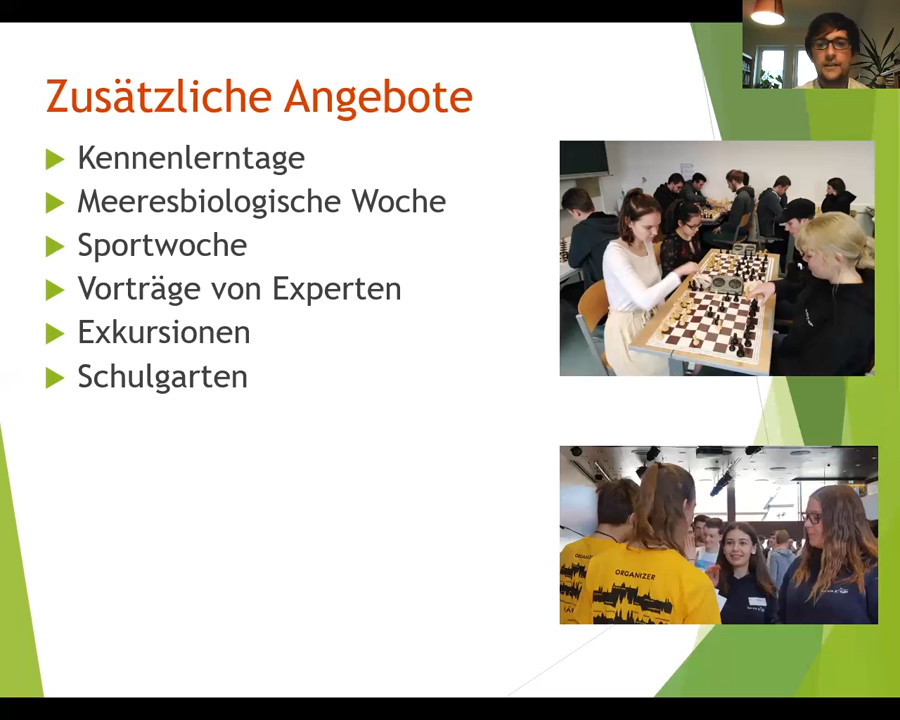 Zusätzliche Angebote
Kennenlerntage
Meeresbiologische Woche
Sportwoche
Vorträge von Experten
Exkursionen
Schulgarten
ORGANIZER